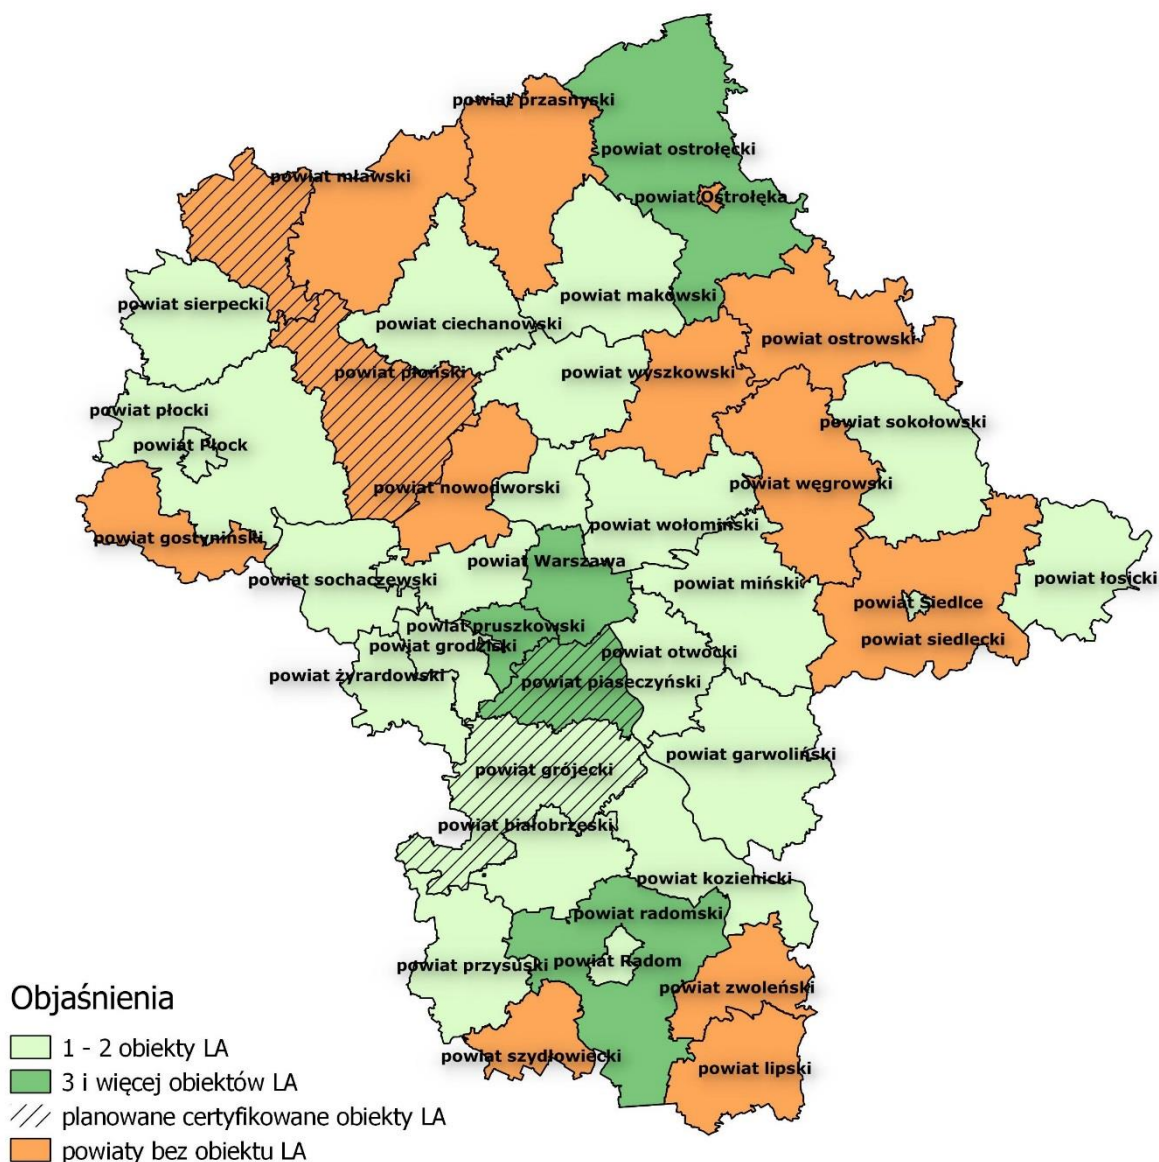 powiat przasnyski
powiat ostrołęcki
powiat mławski
powiat Ostrołęka
powiat sierpecki
powiat makowski
powiat ciechanowski
powiat ostrowski
powiat płoński
powiat wyszkowski
powiat płocki
powiat sokołowski
powiat Płock
powiat nowodworski
powiat węgrowski
powiat wołomiński
powiat gostyniński
powiat Warszawa
powiat sochaczewski
powiat miński
powiat łosicki
powiat Siedlce
powiat pruszkowski
powiat siedlecki
powiat grodziski
powiat otwocki
powiat żyrardowski
powiat piaseczyński
powiat garwoliński
powiat grójecki
powiat białobrzeski
powiat kozienicki
powiat radomski
powiat Radom
powiat przysuski
powiat zwoleński
powiat szydłowiecki
powiat lipski
Objaśnienia
1 - 2 obiekty LA
3 i więcej obiektów LA
planowane certyfikowane obiekty LA
powiaty bez obiektu LA